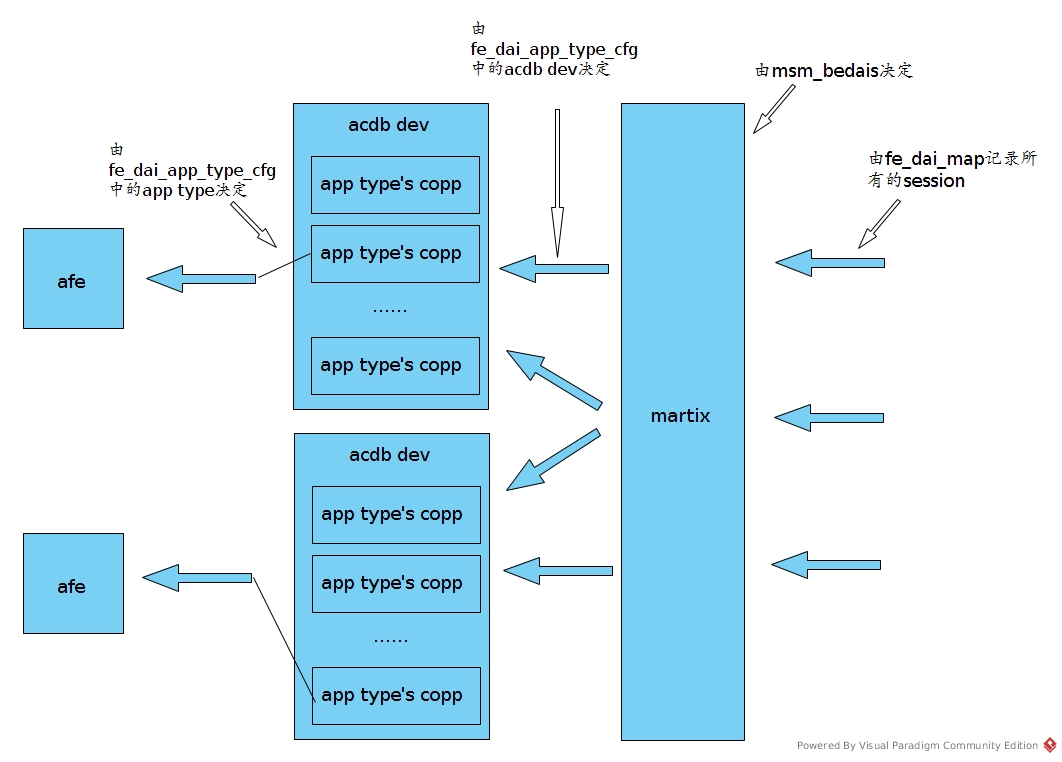 由
fe_dai_app_type_cfg
中的acdb dev决定
由msm_bedais决定
由fe_dai_map记录所
有的session
由
fe_dai_app_type_cfg
中的app type决定
acdb dev
app type's copp
app type's copp
......
app type's copp
afe
martix
acdb dev
app type's copp
app type's copp
......
app type's copp
afe
Powered By Visual Paradigm Community Edition